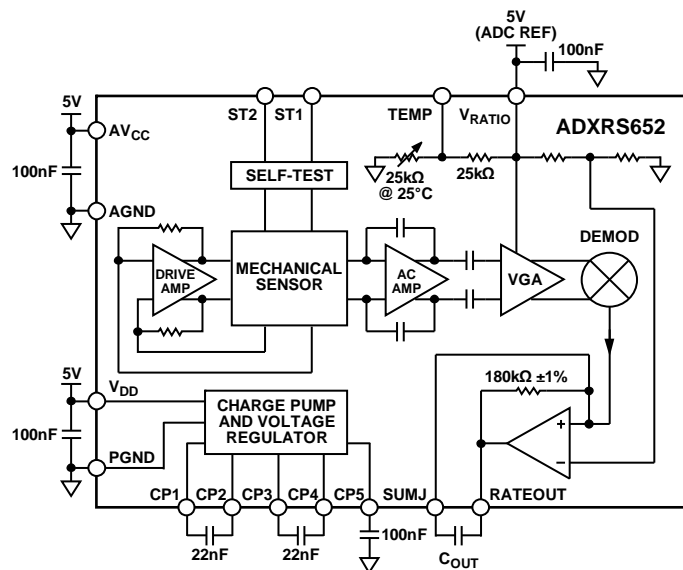 5V
(ADC REF)
100nF
5V
ST2 ST1 TEMP VRATIO
ADXRS652
AVCC
100nF
25kΩ
@ 25°C
25kΩ
SELF-TEST
AGND
DEMOD
DRIVE
AMP
MECHANICAL
SENSOR
AC
AMP
VGA
5V
VDD
180kΩ ±1%
CHARGE PUMP
AND VOLTAGE
REGULATOR
+
–
100nF
PGND
CP1 CP2 CP3 CP4 CP5 SUMJ RATEOUT
22nF 22nF 100nF
COUT